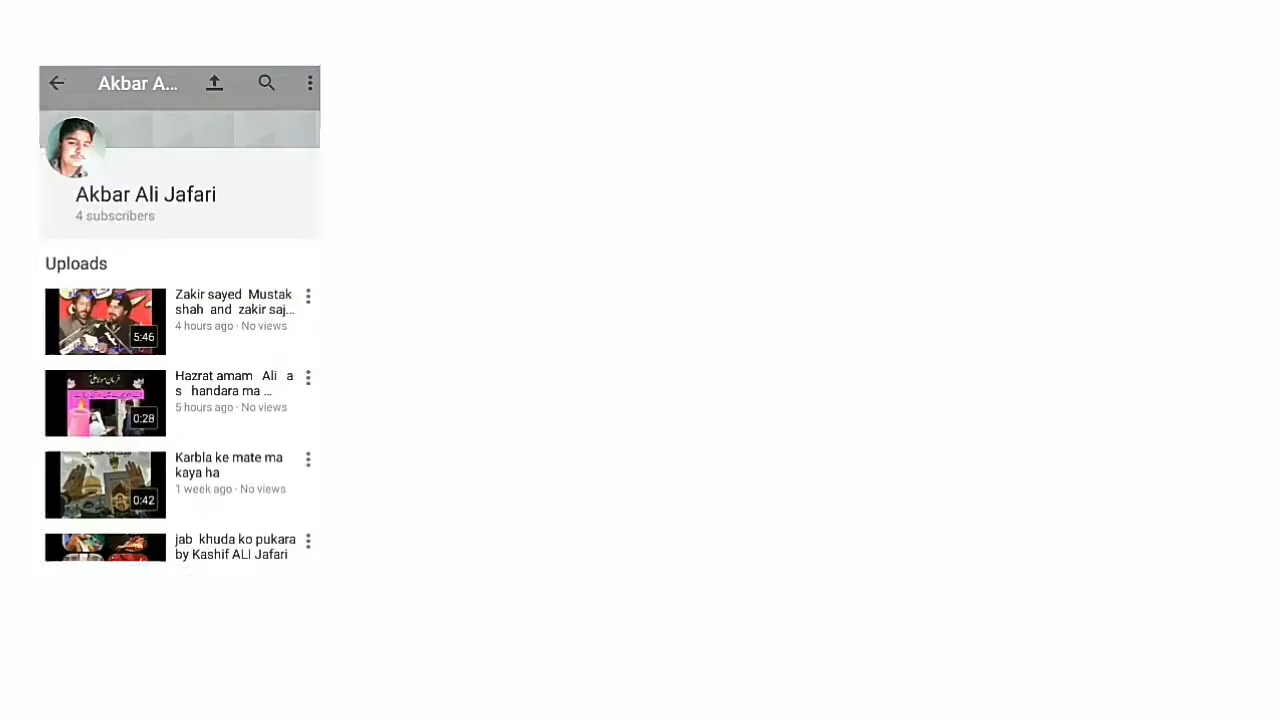 Akbar A...
Akbar Ali Jafari
4 subscribers
Uploads
Zakir sayed Mustak
shah and zakir saj...
4 hours ago · No views
5:46
Hazrat amam Ali a
s handara ma ...
5 hours ago · No views
0:28
Karbla ke mate ma
kaya ha
1 week ago · No views
0:42
jab khuda ko pukara
by Kashif ALI Jafari